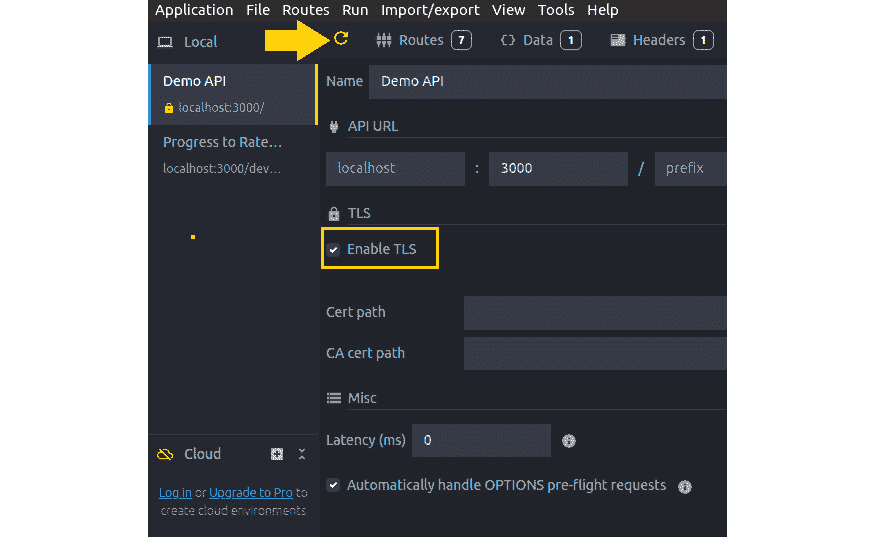 Application File Routes Run Import/export View Tools Help
Local Routes 7 Data 1 Headers 1
Demo API
localhost:3000/
Progress to Rate...
localhost:3000/dev...
Name Demo API
API URL
localhost : 3000 / prefix
TLS
Enable TLS
Cert path
CA cert path
Misc
Latency (ms) 0
Automatically handle OPTIONS pre-flight requests
Cloud
Log in or Upgrade to Pro to
create cloud environments